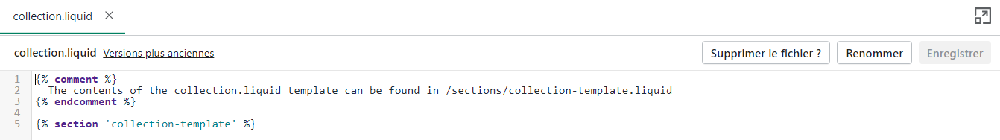 collection.liquid
collection.liquid Versions plus anciennes Supprimer le fichier ? Renommer Enregistrer
1 {% comment %}
2 The contents of the collection.liquid template can be found in /sections/collection-template.liquid
3 {% endcomment %}
4
5 {% section 'collection-template' %}